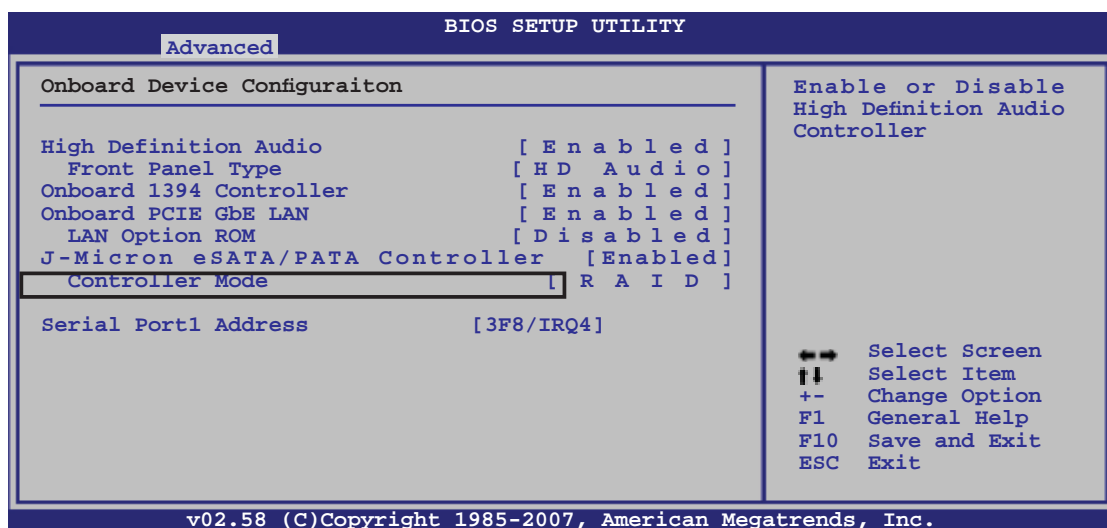 BIOS SETUP UTILITY
Advanced
Onboard Device Configuraiton
High Definition Audio [Enabled]
Front Panel Type [HD Audio]
Onboard 1394 Controller [Enabled]
Onboard PCIE GbE LAN [Enabled]
LAN Option ROM [Disabled]
J-Micron eSATA/PATA Controller [Enabled]
Controller Mode [RAID]
Serial Port1 Address [3F8/IRQ4]
Enable or Disable
High Definition Audio
Controller
←→ Select Screen
↑↓ Select Item
+- Change Option
F1 General Help
F10 Save and Exit
ESC Exit
v02.58 (C)Copyright 1985-2007, American Megatrends, Inc.